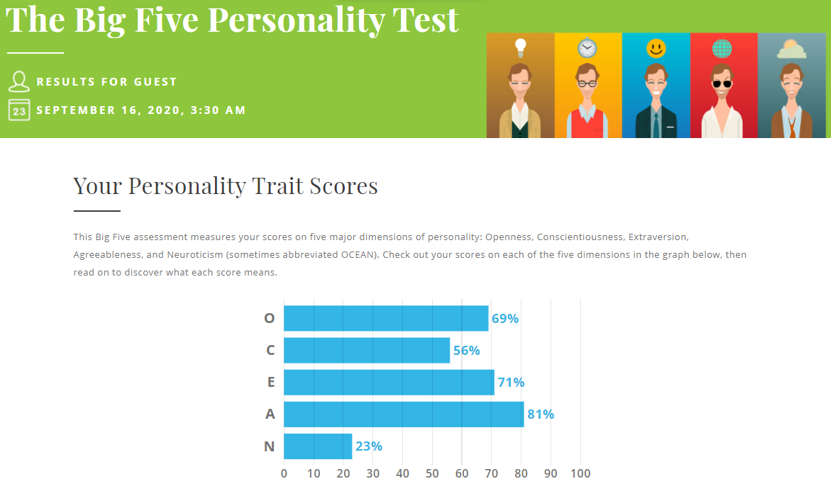 The Big Five Personality Test
RESULTS FOR GUEST
23 SEPTEMBER 16, 2020, 3:30 AM
Your Personality Trait Scores
This Big Five assessment measures your scores on five major dimensions of personality: Openness, Conscientiousness, Extraversion,
Agreeableness, and Neuroticism (sometimes abbreviated OCEAN). Check out your scores on each of the five dimensions in the graph below, then
read on to discover what each score means.
O 69%
C 56%
E 71%
A 81%
N 23%
0 10 20 30 40 50 60 70 80 90 100